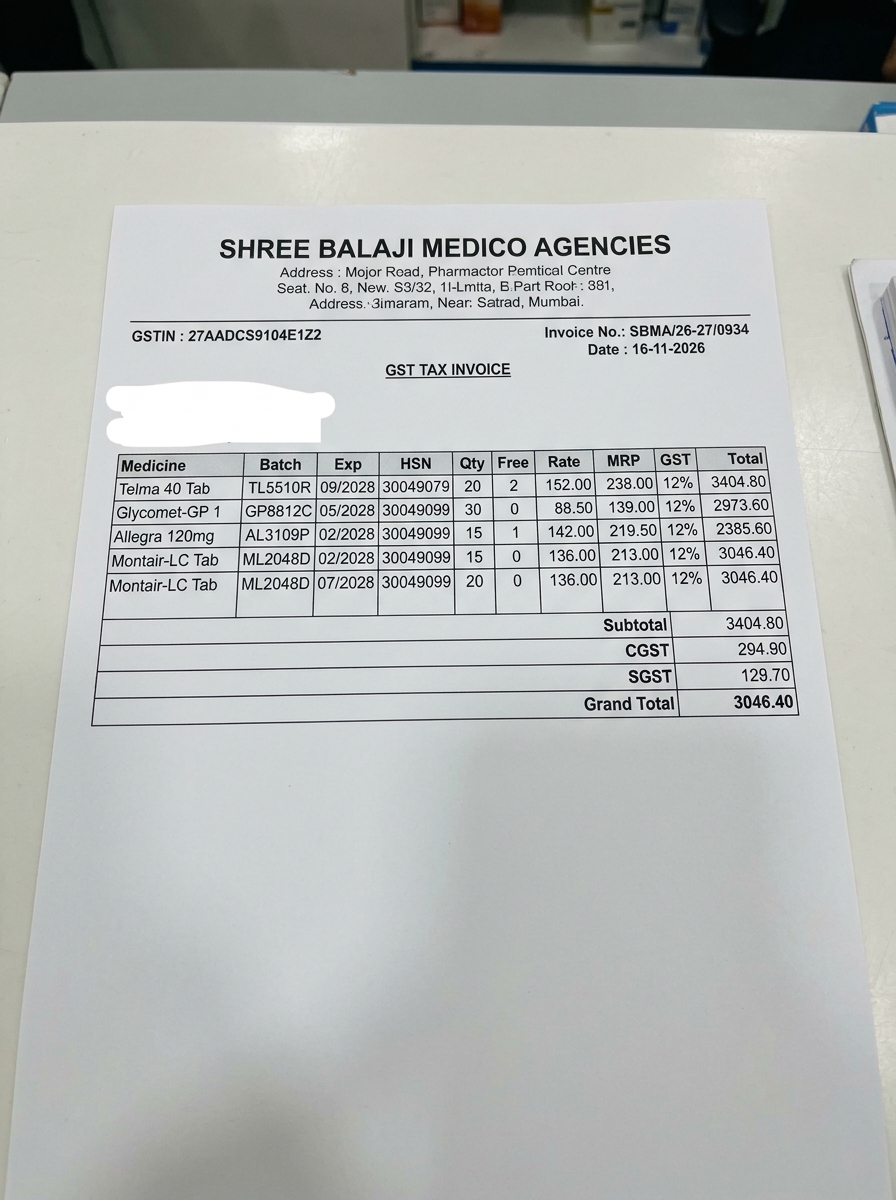 SHREE BALAJI MEDICO AGENCIES
Address : Mojor Road, Pharmactor Pemtical Centre
Seat. No. 8, New. S3/32, 1I-Lmtta, B.Part Roof : 381,
Address. 3imaram, Near: Satrad, Mumbai.
GSTIN : 27AADCS9104E1Z2 Invoice No.: SBMA/26-27/0934
Date : 16-11-2026
GST TAX INVOICE
Medicine Batch Exp HSN Qty Free Rate MRP GST Total
Telma 40 Tab TL5510R 09/2028 30049079 20 2 152.00 238.00 12% 3404.80
Glycomet-GP 1 GP8812C 05/2028 30049099 30 0 88.50 139.00 12% 2973.60
Allegra 120mg AL3109P 02/2028 30049099 15 1 142.00 219.50 12% 2385.60
Montair-LC Tab ML2048D 02/2028 30049099 15 0 136.00 213.00 12% 3046.40
Montair-LC Tab ML2048D 07/2028 30049099 20 0 136.00 213.00 12% 3046.40
Subtotal 3404.80
CGST 294.90
SGST 129.70
Grand Total 3046.40